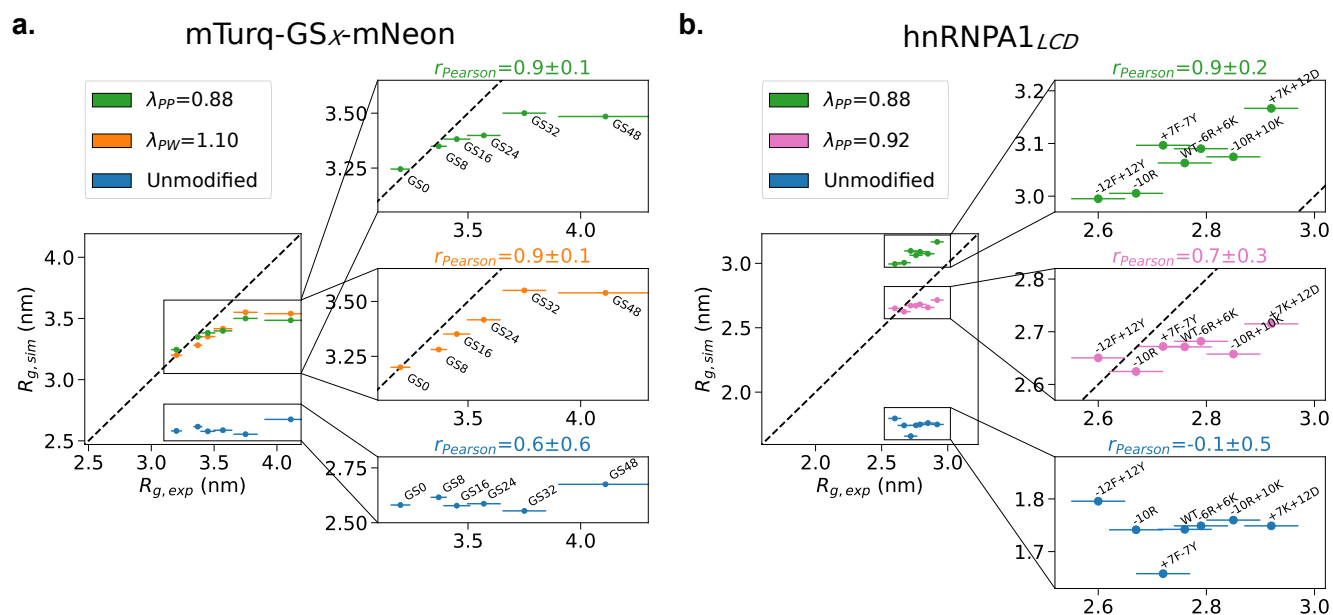 a.
mTurq-GSX-mNeon
λPP=0.88
λPW=1.10
Unmodified
rPearson=0.9±0.1
3.50
3.25
GS0
GS8
GS16
GS24
GS32
GS48
3.5
4.0
rPearson=0.9±0.1
3.50
3.25
GS0
GS8
GS16
GS24
GS32
GS48
3.5
4.0
rPearson=0.6±0.6
2.75
2.50
GS0
GS8
GS16
GS24
GS32
GS48
3.5
4.0
Rg,sim (nm)
4.0
3.5
3.0
2.5
2.5
3.0
3.5
4.0
Rg,exp (nm)
b.
hnRNPA1LCD
λPP=0.88
λPP=0.92
Unmodified
rPearson=0.9±0.2
3.2
3.1
3.0
-12F+12Y
-10R
+7F-7Y
WT
-6R+6K
-10R+10K
+7K+12D
2.6
2.8
3.0
rPearson=0.7±0.3
2.8
2.7
2.6
-12F+12Y
-10R
+7F-7Y
WT
-6R+6K
-10R+10K
+7K+12D
2.6
2.8
3.0
rPearson=-0.1±0.5
1.8
1.7
-12F+12Y
-10R
+7F-7Y
WT
-6R+6K
-10R+10K
+7K+12D
2.6
2.8
3.0
Rg,sim (nm)
3.0
2.5
2.0
2.0
2.5
3.0
Rg,exp (nm)